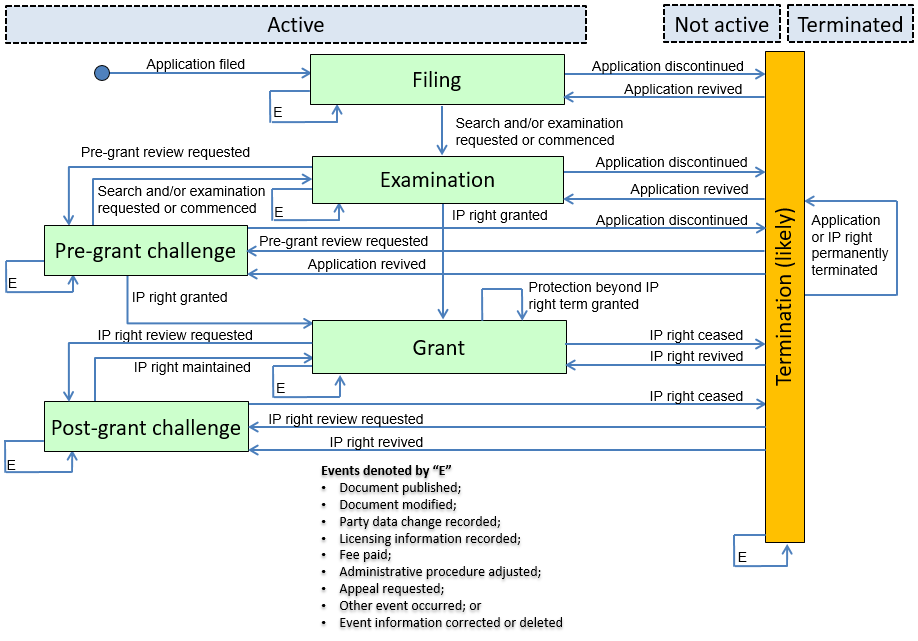 Active
Not active
Terminated
Application filed
Filing
Application discontinued
Application revived
E
Search and/or examination
requested or commenced
Pre-grant review requested
Examination
Application discontinued
Application revived
Search and/or examination
requested or commenced
E
IP right granted
Application discontinued
Pre-grant challenge
Pre-grant review requested
Application revived
E
IP right granted
Protection beyond IP
right term granted
Application
or IP right
permanently
terminated
Termination (likely)
IP right review requested
Grant
IP right ceased
IP right revived
IP right maintained
E
IP right ceased
Post-grant challenge
IP right review requested
IP right revived
E
Events denoted by “E”
• Document published;
• Document modified;
• Party data change recorded;
• Licensing information recorded;
• Fee paid;
• Administrative procedure adjusted;
• Appeal requested;
• Other event occurred; or
• Event information corrected or deleted
E